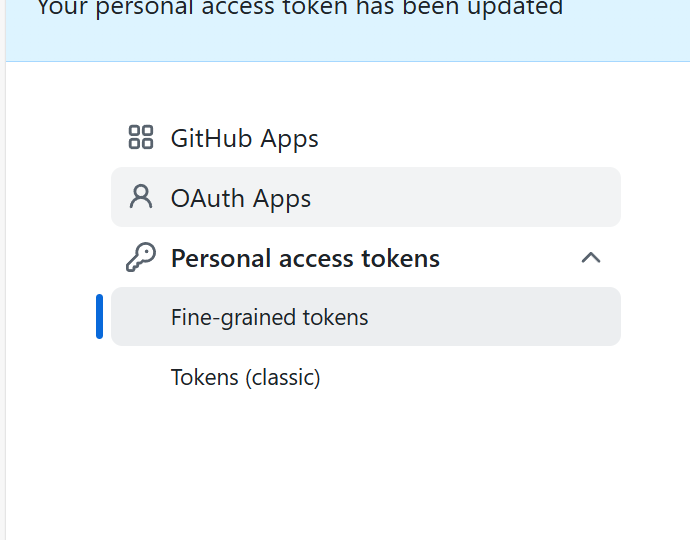 Your personal access token has been updated
GitHub Apps
OAuth Apps
Personal access tokens
Fine-grained tokens
Tokens (classic)